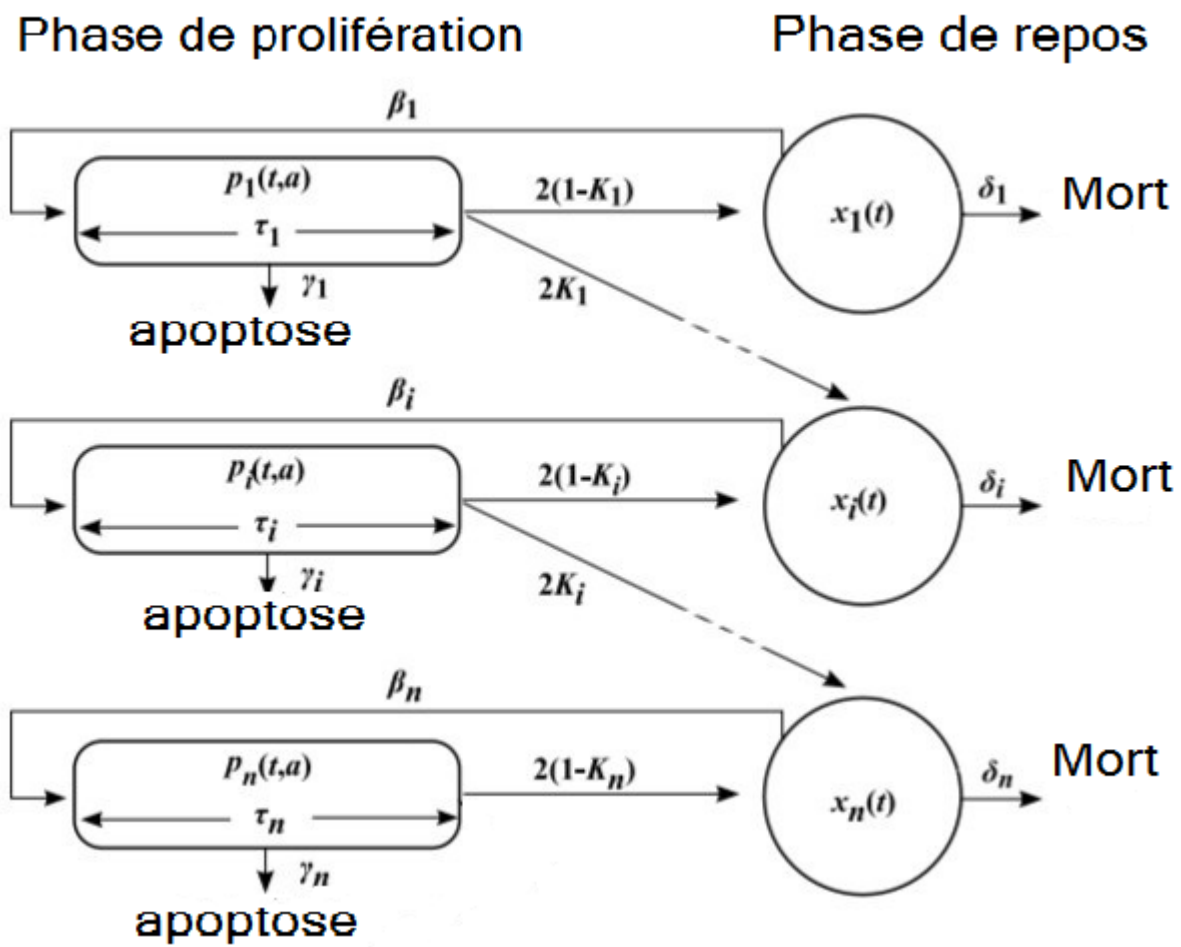 Phase de prolifération Phase de repos
β1
p1(t,a)
τ1
2(1-K1)
x1(t)
δ1 Mort
γ1
2K1
apoptose
βi
pi(t,a)
τi
2(1-Ki)
xi(t)
δi Mort
γi
2Ki
apoptose
βn
pn(t,a)
τn
2(1-Kn)
xn(t)
δn Mort
γn
apoptose